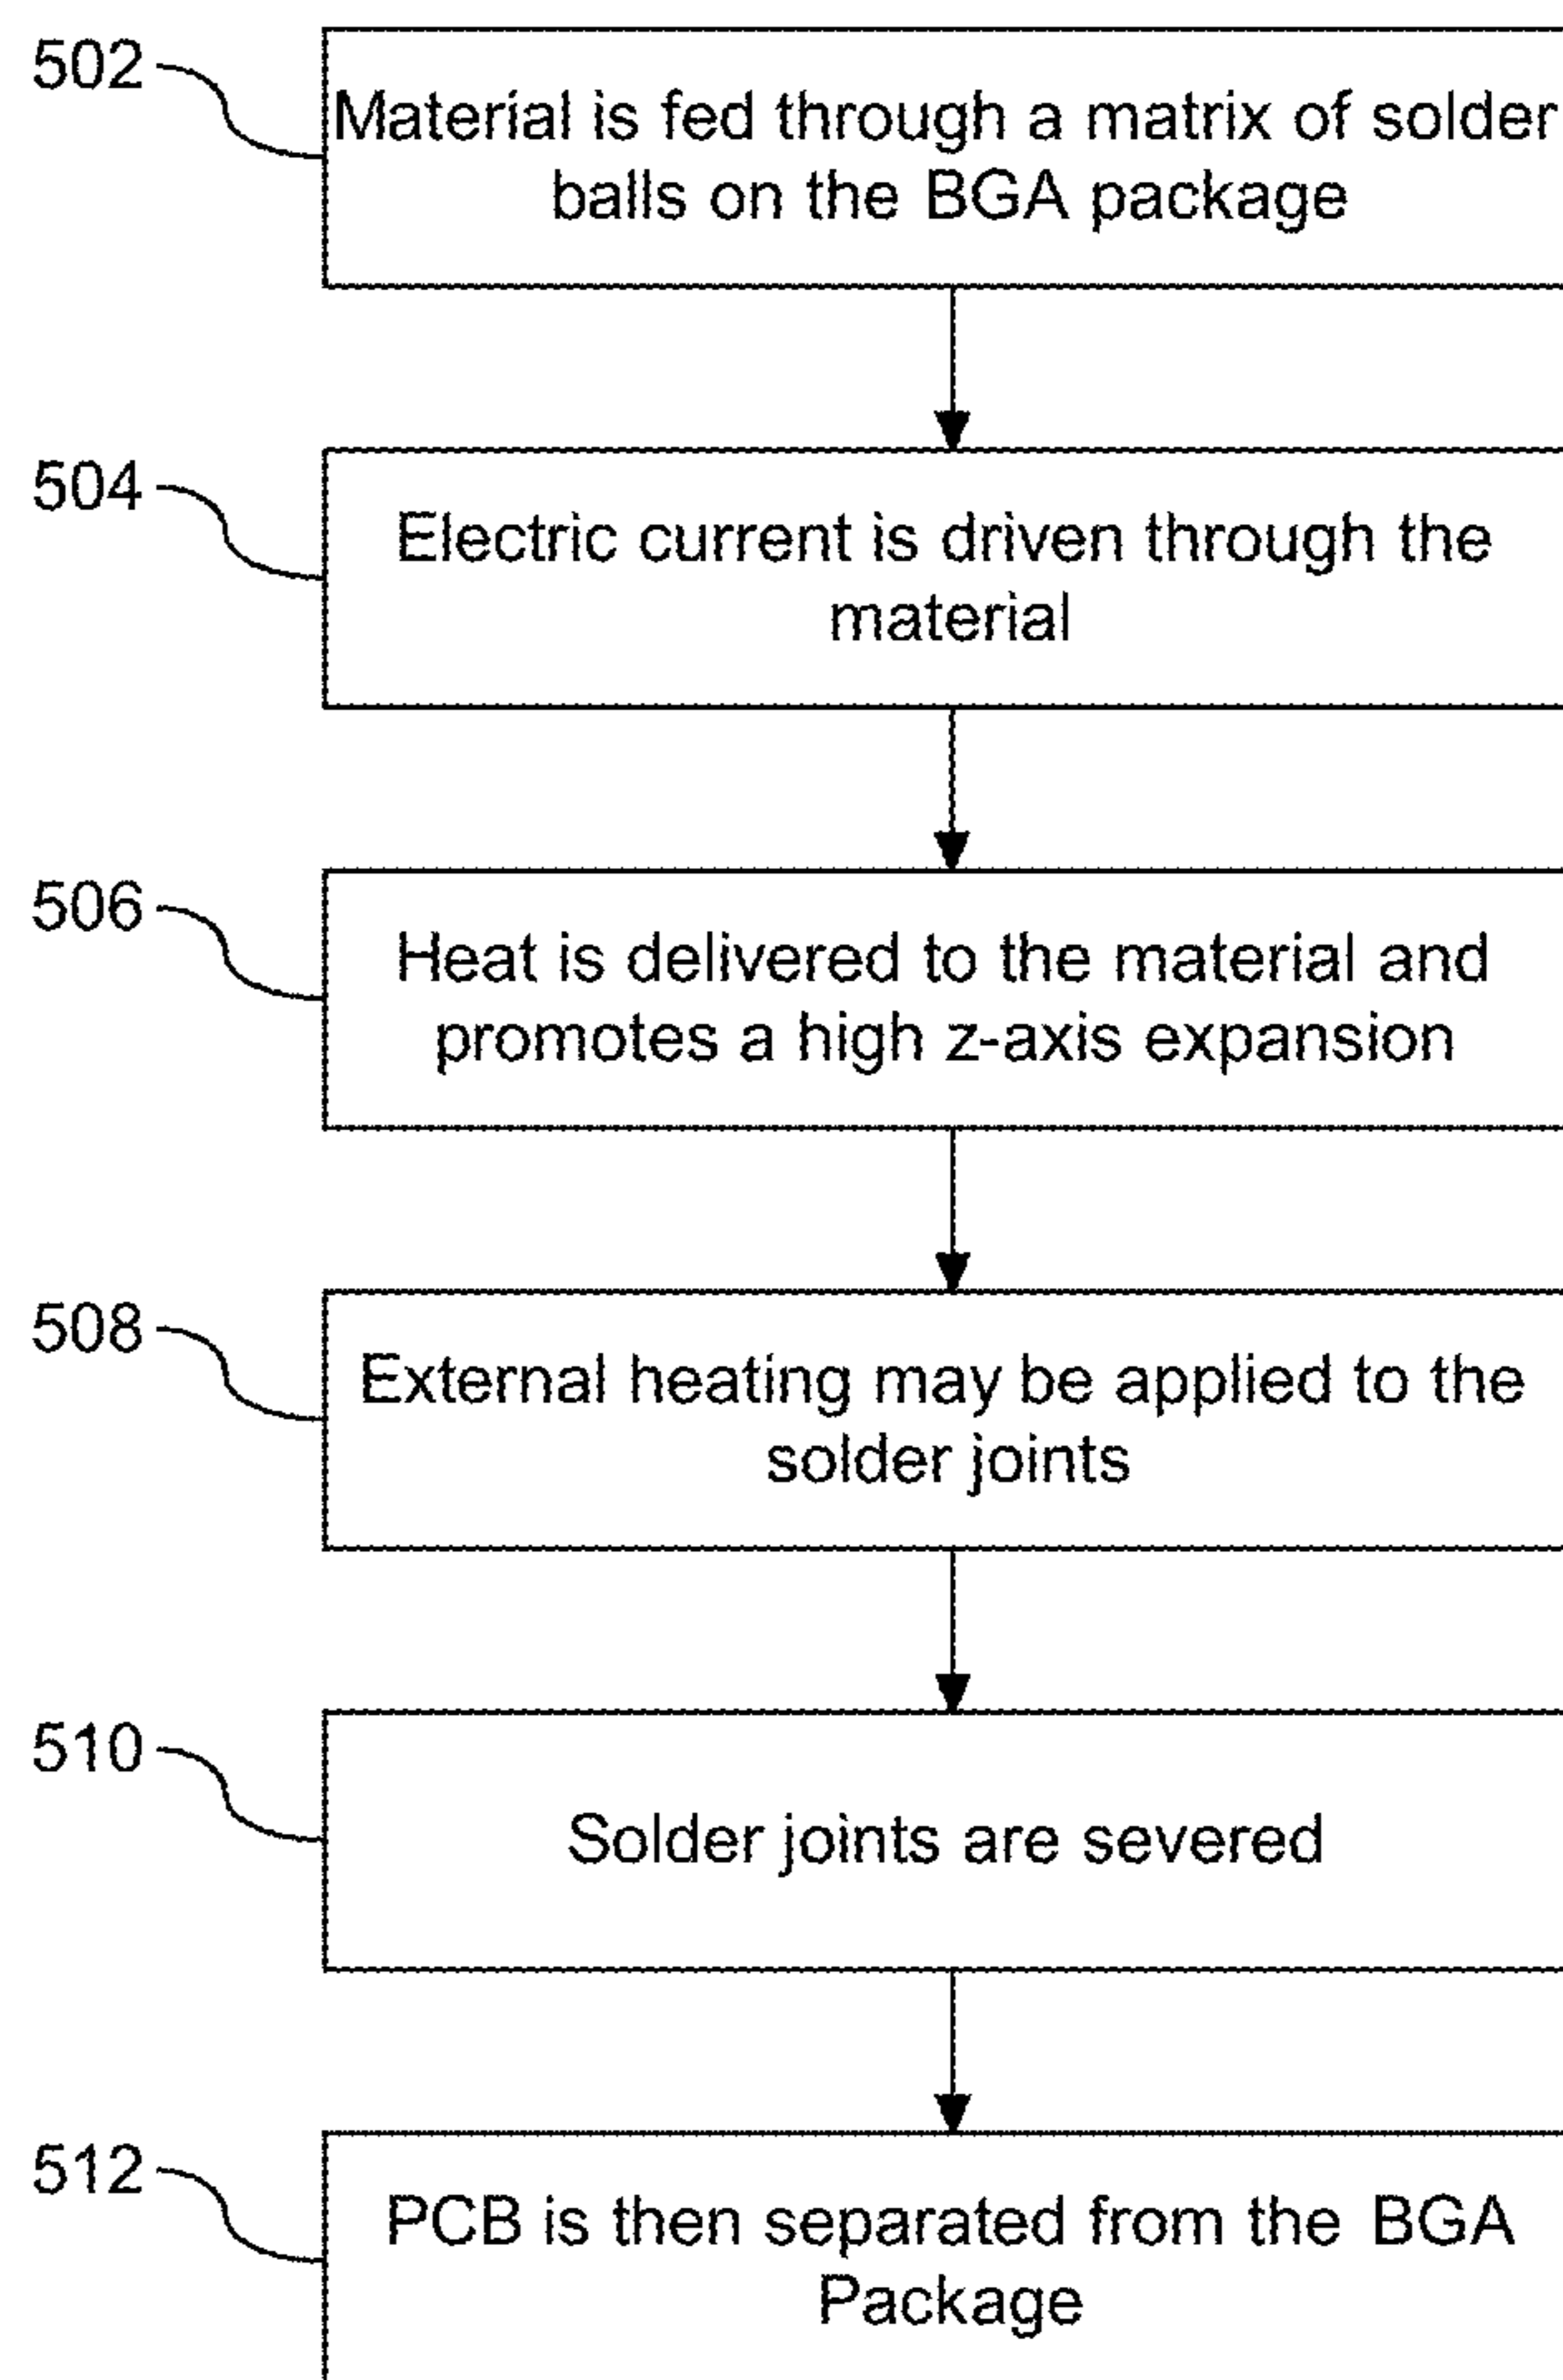 502
Material is fed through a matrix of solder
balls on the BGA package
504
Electric current is driven through the
material
506
Heat is delivered to the material and
promotes a high z-axis expansion
508
External heating may be applied to the
solder joints
510
Solder joints are severed
512
PCB is then separated from the BGA
Package